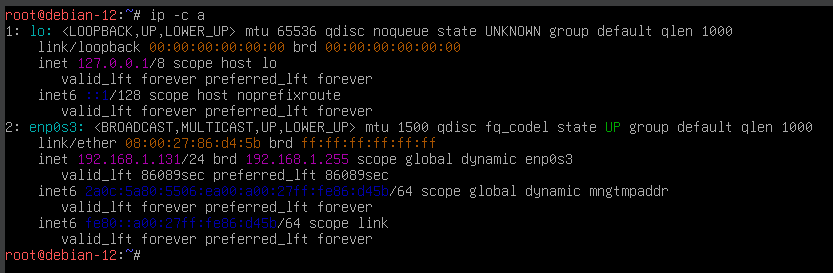 root@debian-12:~# ip -c a
1: lo: <LOOPBACK,UP,LOWER_UP> mtu 65536 qdisc noqueue state UNKNOWN group default qlen 1000
link/loopback 00:00:00:00:00:00 brd 00:00:00:00:00:00
inet 127.0.0.1/8 scope host lo
valid_lft forever preferred_lft forever
inet6 ::1/128 scope host noprefixroute
valid_lft forever preferred_lft forever
2: enp0s3: <BROADCAST,MULTICAST,UP,LOWER_UP> mtu 1500 qdisc fq_codel state UP group default qlen 1000
link/ether 08:00:27:86:d4:5b brd ff:ff:ff:ff:ff:ff
inet 192.168.1.131/24 brd 192.168.1.255 scope global dynamic enp0s3
valid_lft 86089sec preferred_lft 86089sec
inet6 /64 scope global dynamic mngtmpaddr
valid_lft forever preferred_lft forever
inet6 fe80::a00:27ff:fe86:d45b/64 scope link
valid_lft forever preferred_lft forever
root@debian-12:~#